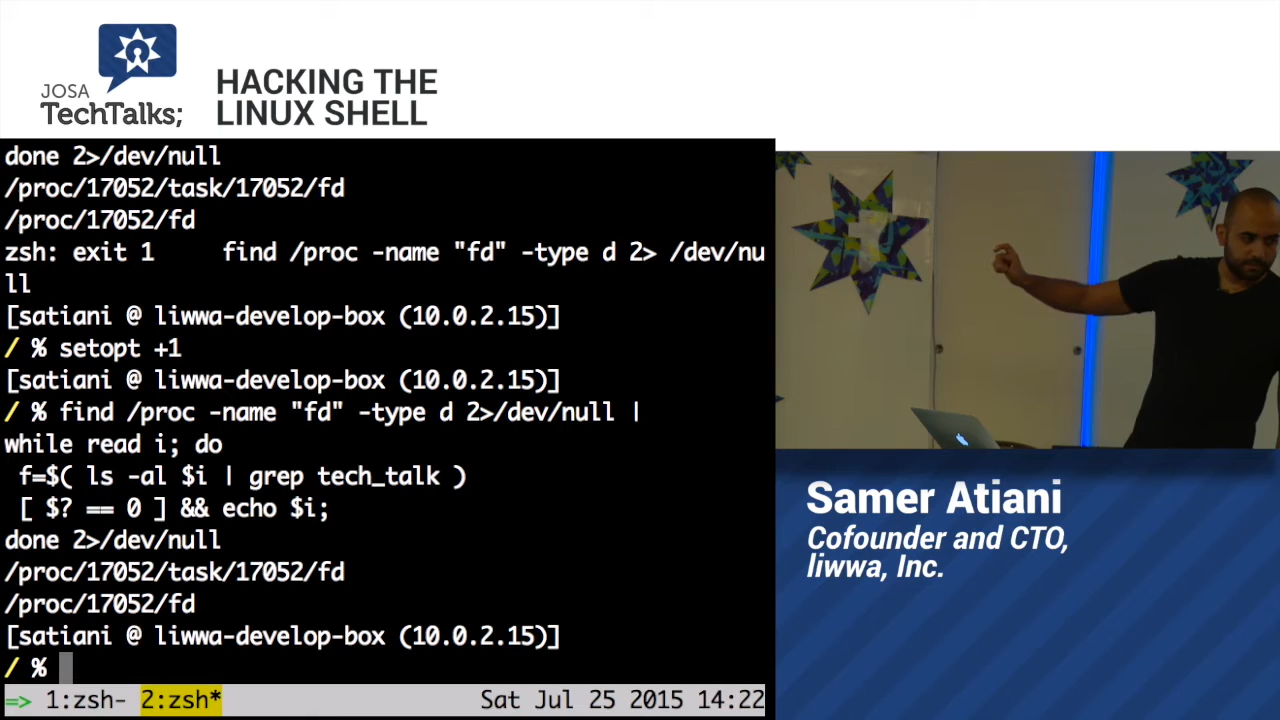 JOSA
TechTalks;
HACKING THE
LINUX SHELL
done 2>/dev/null
/proc/17052/task/17052/fd
/proc/17052/fd
zsh: exit 1     find /proc -name "fd" -type d 2> /dev/nu
ll
[satiani @ liwwa-develop-box (10.0.2.15)]
/ % setopt +1
[satiani @ liwwa-develop-box (10.0.2.15)]
/ % find /proc -name "fd" -type d 2>/dev/null |
while read i; do
 f=$( ls -al $i | grep tech_talk )
 [ $? == 0 ] && echo $i;
done 2>/dev/null
/proc/17052/task/17052/fd
/proc/17052/fd
[satiani @ liwwa-develop-box (10.0.2.15)]
/ %
=> 1:zsh- 2:zsh* Sat Jul 25 2015 14:22
Samer Atiani
Cofounder and CTO,
liwwa, Inc.